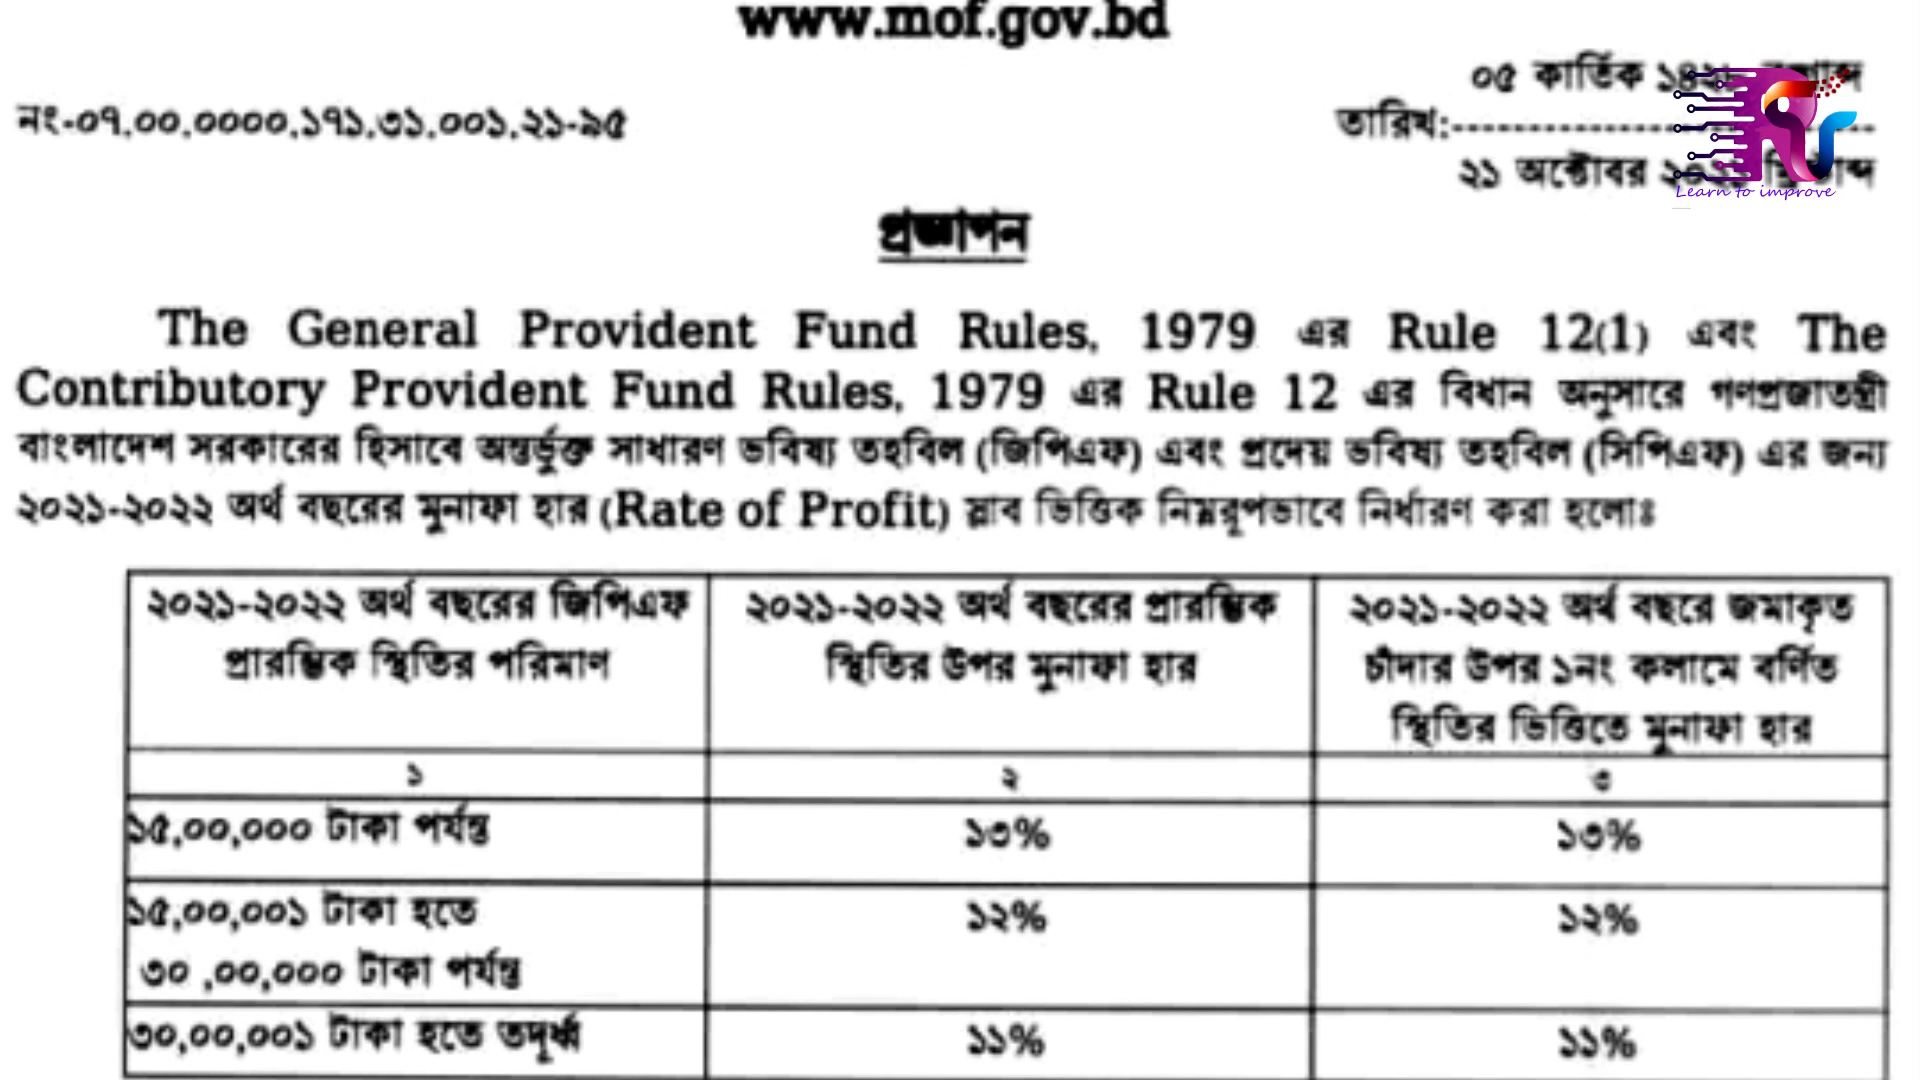 www.mof.gov.bd
০৫ কার্তিক
নং-০৭.০০.০০০০.১৭১.৩১.০০১.২১-৯৫
তারিখ:-----------------------------
২১ অক্টোবর
Learn to improve
প্রজ্ঞাপন
The General Provident Fund Rules, 1979 এর Rule 12(1) এবং The
Contributory Provident Fund Rules, 1979 এর Rule 12 এর বিধান অনুসারে গণপ্রজাতন্ত্রী
বাংলাদেশ সরকারের হিসাবে অন্তর্ভুক্ত সাধারণ ভবিষ্য তহবিল (জিপিএফ) এবং প্রদেয় ভবিষ্য তহবিল (সিপিএফ) এর জন্য
২০২১-২০২২ অর্থ বছরের মুনাফা হার (Rate of Profit) স্লাব ভিত্তিক নিম্নরূপভাবে নির্ধারণ করা হলোঃ
২০২১-২০২২ অর্থ বছরের জিপিএফ
প্রারম্ভিক স্থিতির পরিমাণ
২০২১-২০২২ অর্থ বছরের প্রারম্ভিক
স্থিতির উপর মুনাফা হার
২০২১-২০২২ অর্থ বছরে জমাকৃত
চাঁদার উপর ১নং কলামে বর্ণিত
স্থিতির ভিত্তিতে মুনাফা হার
১
২
৩
১৫,০০,০০০ টাকা পর্যন্ত
১৩%
১৩%
১৫,০০,০০১ টাকা হতে
৩০ ,০০,০০০ টাকা পর্যন্ত
১২%
১২%
৩০,০০,০০১ টাকা হতে তদূর্ধ্ব
১১%
১১%